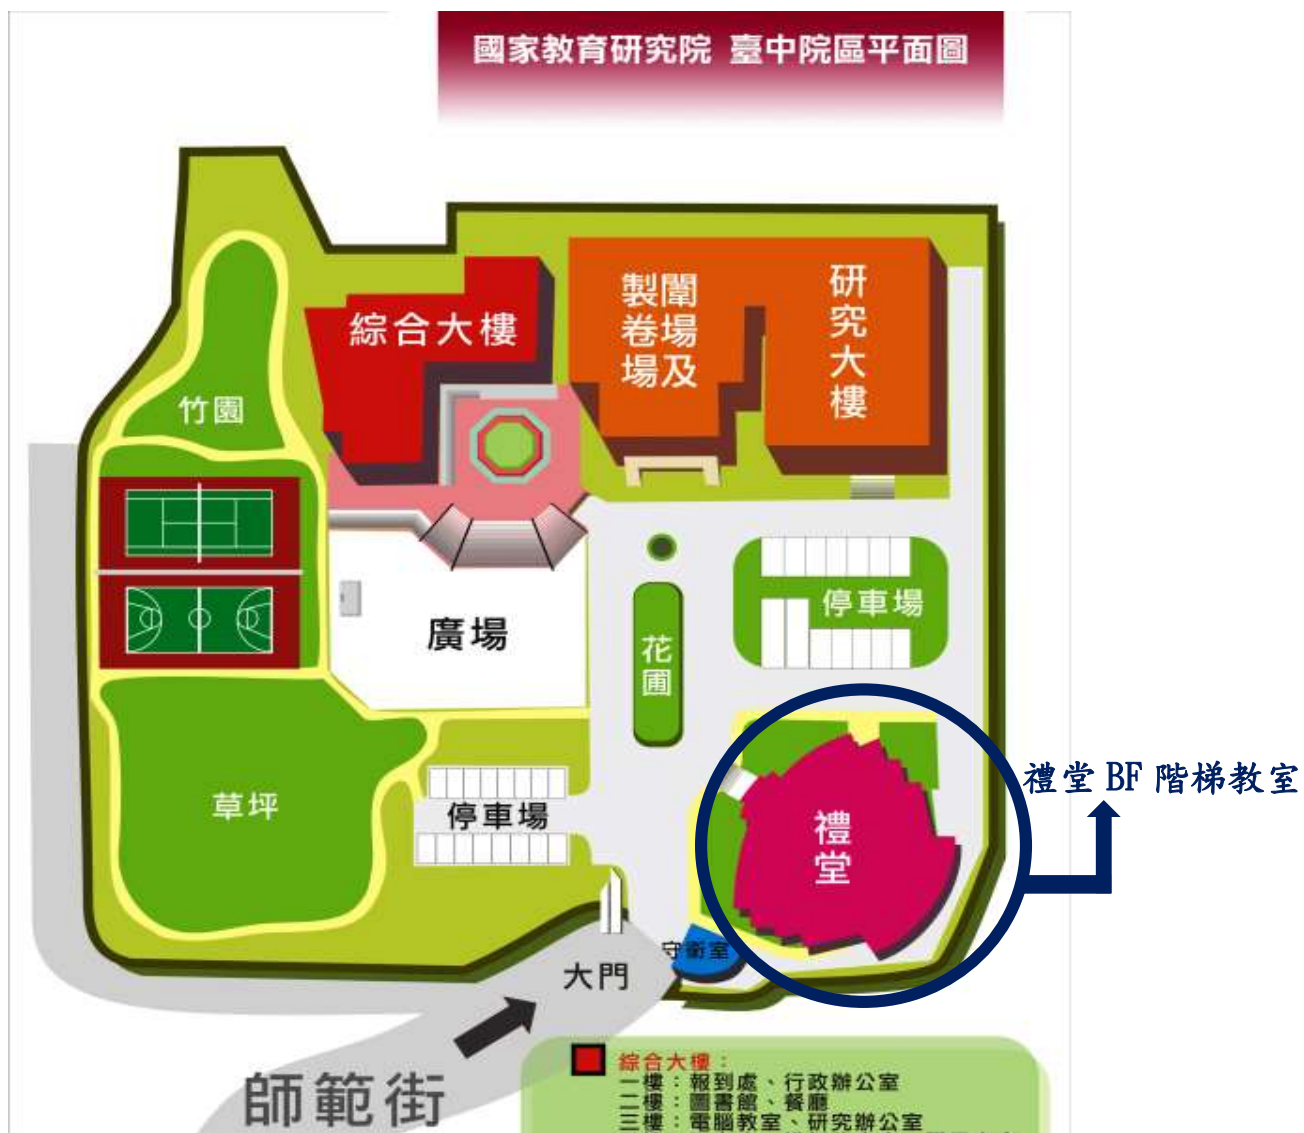 國家教育研究院 臺中院區平面圖
綜合大樓
闈場及
製卷場
研究大樓
竹園
停車場
廣場
花圃
禮堂 BF 階梯教室
草坪
停車場
禮堂
守衛室
大門
師範街
綜合大樓：
一樓：報到處、行政辦公室
二樓：圖書館、餐廳
三樓：電腦教室、研究辦公室